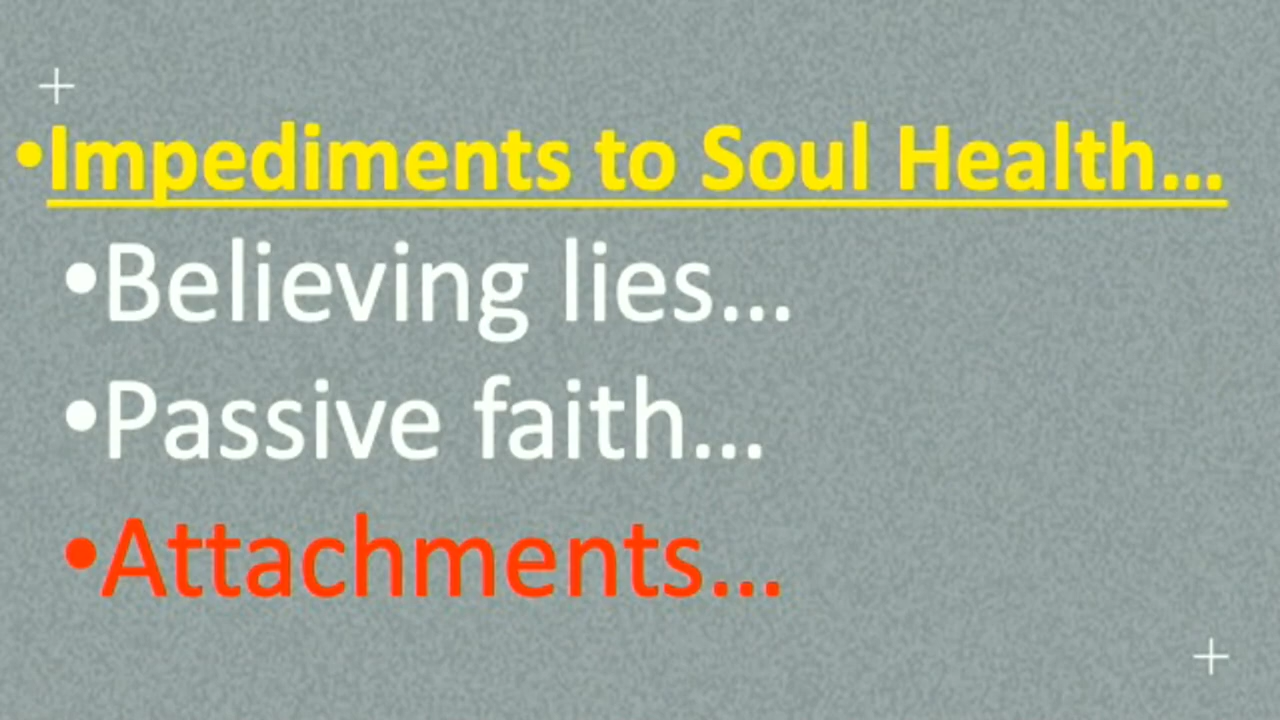 •Impediments to Soul Health...
•Believing lies...
•Passive faith...
•Attachments...